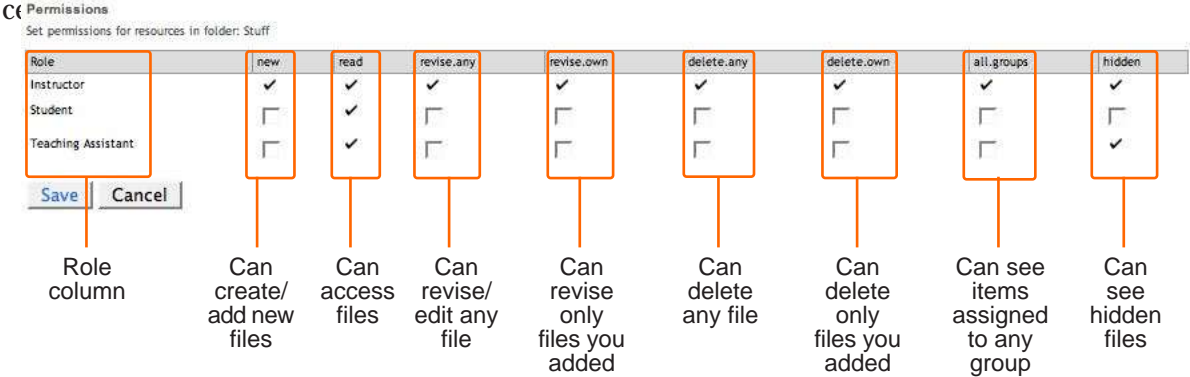 ce Permissions
Set permissions for resources in folder: Stuff
Role new read revise.any revise.own delete.any delete.own all.groups hidden
Instructor
Student
Teaching Assistant
Save Cancel
Role column
Can create/ add new files
Can access files
Can revise/ edit any file
Can revise only files you added
Can delete any file
Can delete only files you added
Can see items assigned to any group
Can see hidden files